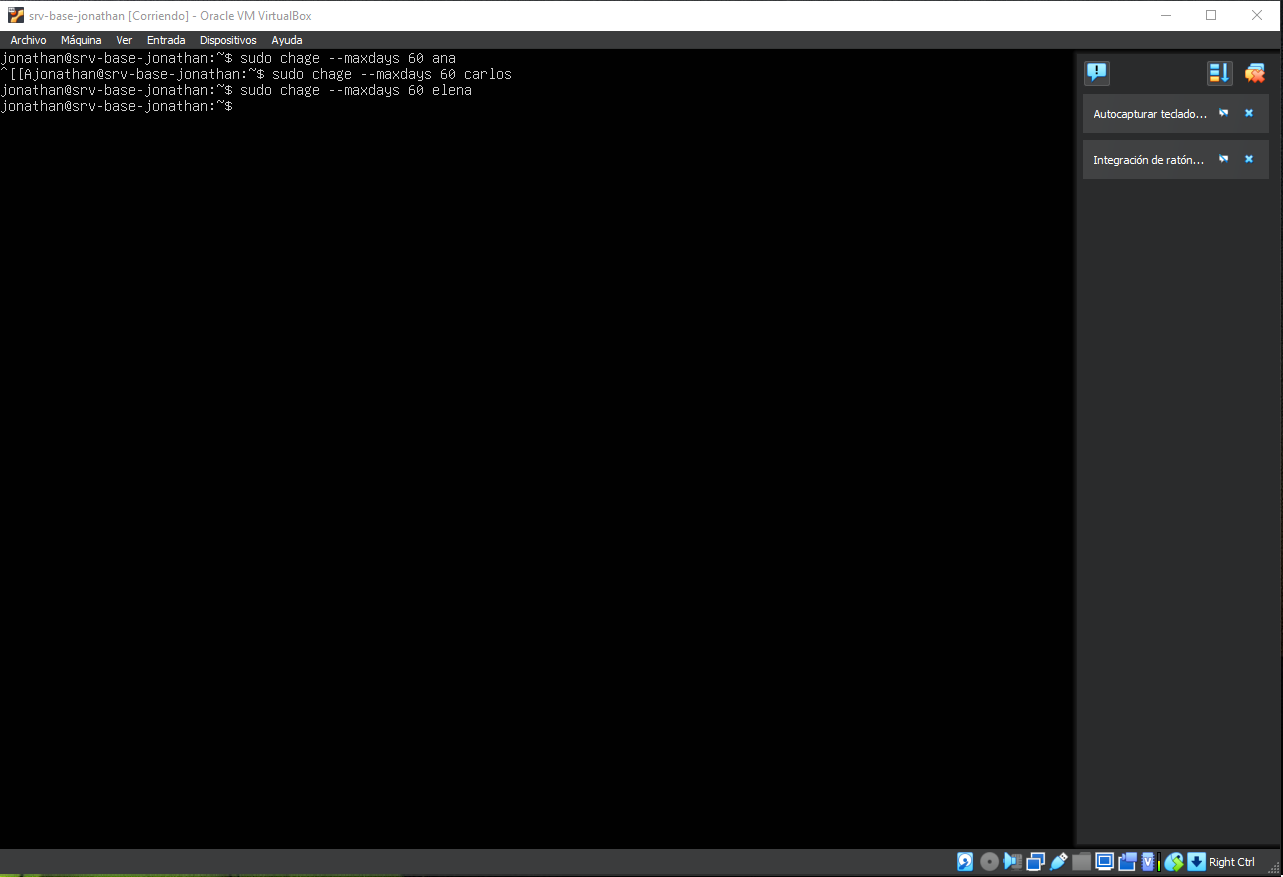 srv-base-jonathan [Corriendo] - Oracle VM VirtualBox
Archivo Máquina Ver Entrada Dispositivos Ayuda
jonathan@srv-base-jonathan:~$ sudo chage --maxdays 60 ana
^[[Ajonathan@srv-base-jonathan:~$ sudo chage --maxdays 60 carlos
jonathan@srv-base-jonathan:~$ sudo chage --maxdays 60 elena
jonathan@srv-base-jonathan:~$
Autocapturar teclado...
Integración de ratón...
Right Ctrl